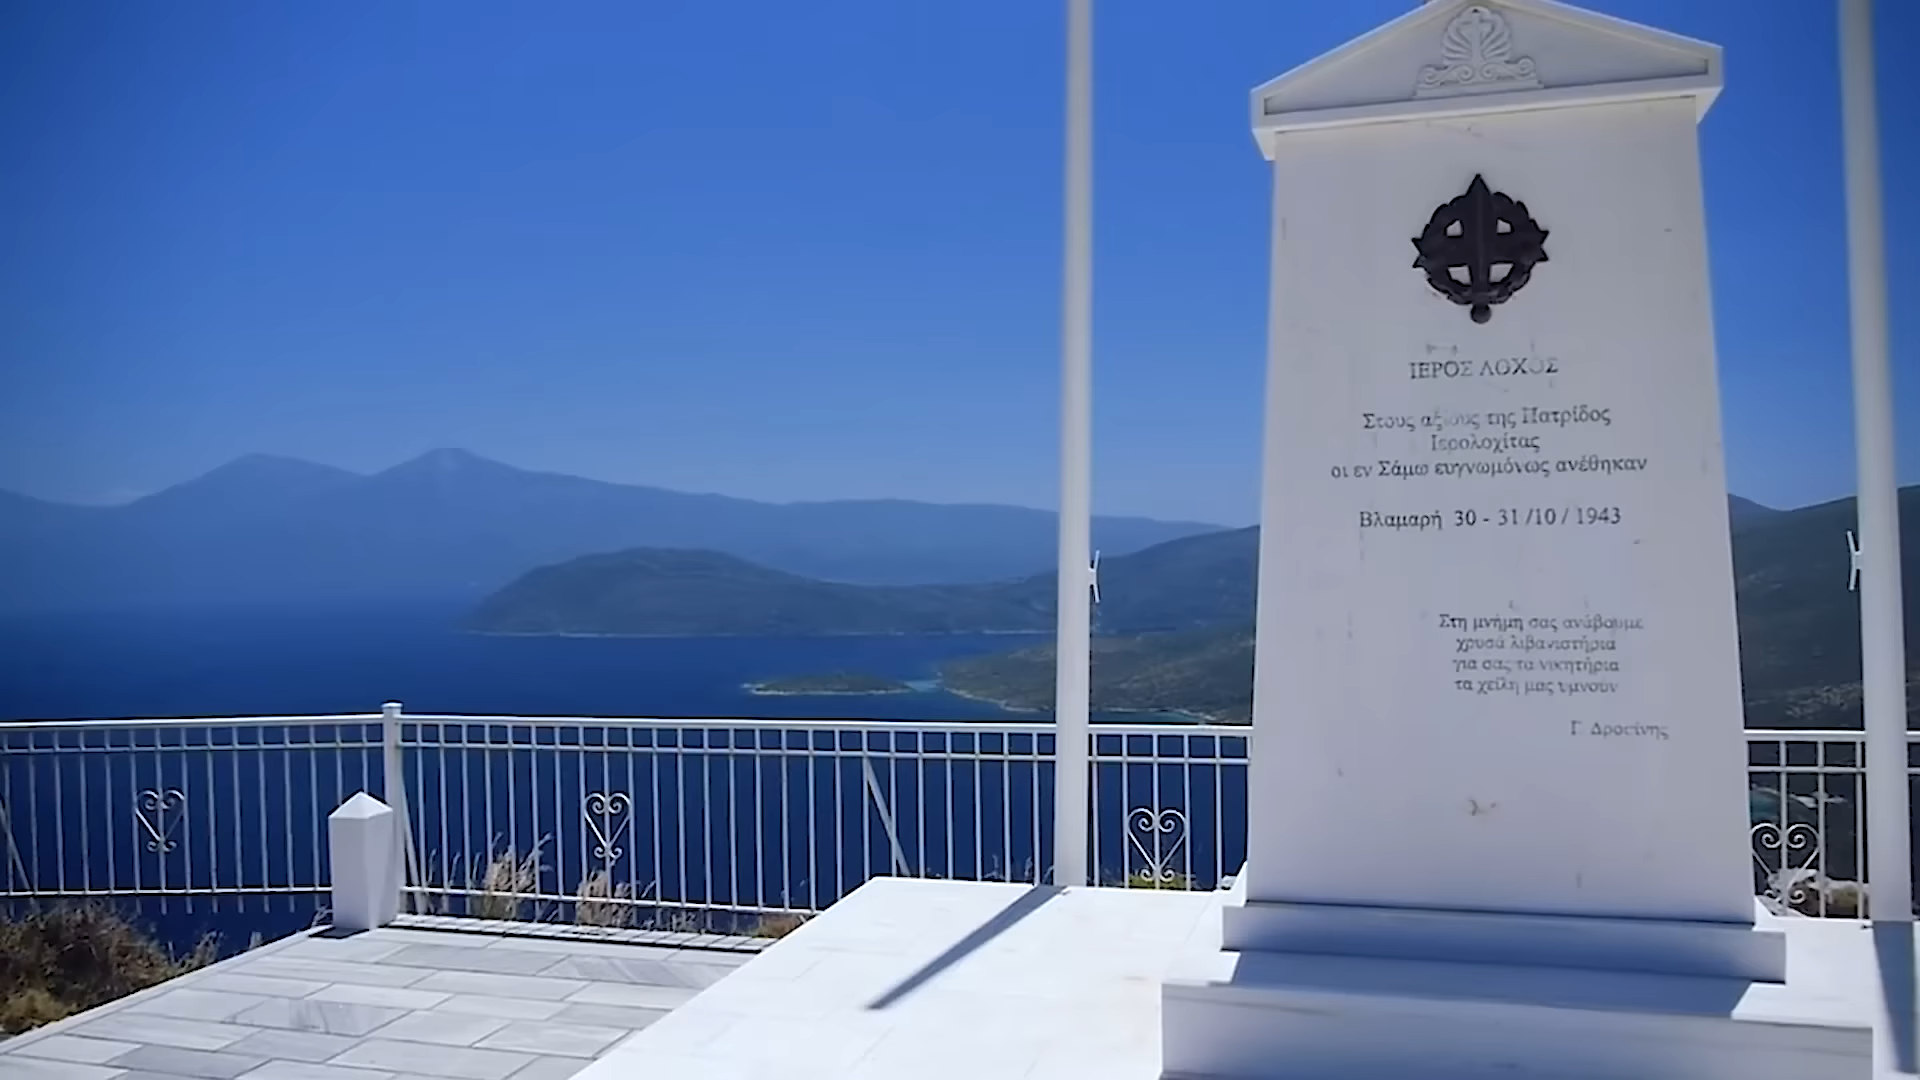 ΙΕΡΟΣ ΛΟΧΟΣ
Στους αξίους της Πατρίδος
Ιερολοχίτας
οι εν Σάμω ευγνωμόνως ανέθηκαν
Βλαμαρή 30 - 31 /10 / 1943
Στη μνήμη σας ανάβουμε
χρυσά λιβανιστήρια
για σας τα νικητήρια
τα χείλη μας υμνούν
Γ. Δροσίνης